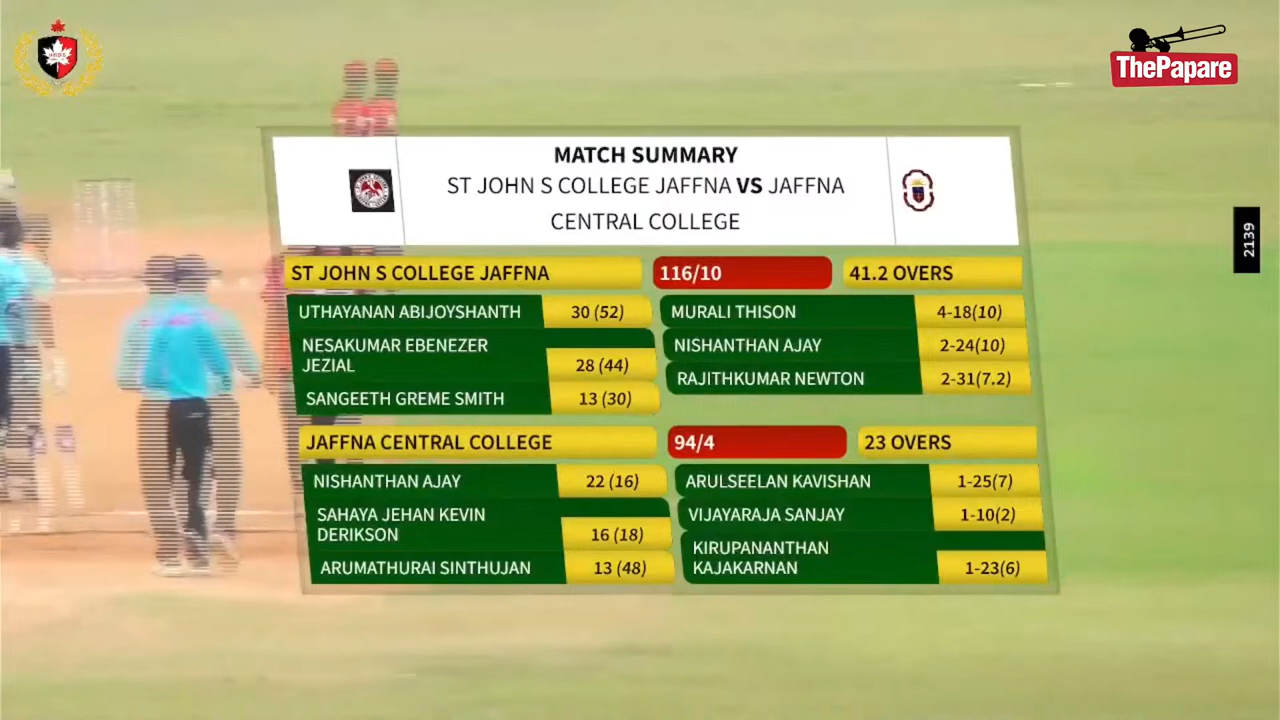 ThePapare
MATCH SUMMARY
ST JOHN S COLLEGE JAFFNA VS JAFFNA
CENTRAL COLLEGE
2139
ST JOHN S COLLEGE JAFFNA 116/10 41.2 OVERS
UTHAYANAN ABIJOYSHANTH 30 (52) MURALI THISON 4-18(10)
NESAKUMAR EBENEZER
JEZIAL 28 (44) NISHANTHAN AJAY 2-24(10)
SANGEETH GREME SMITH 13 (30) RAJITHKUMAR NEWTON 2-31(7.2)
JAFFNA CENTRAL COLLEGE 94/4 23 OVERS
NISHANTHAN AJAY 22 (16) ARULSEELAN KAVISHAN 1-25(7)
SAHAYA JEHAN KEVIN
DERIKSON 16 (18) VIJAYARAJA SANJAY 1-10(2)
ARUMATHURAI SINTHUJAN 13 (48) KIRUPANANTHAN
KAJAKARNAN 1-23(6)